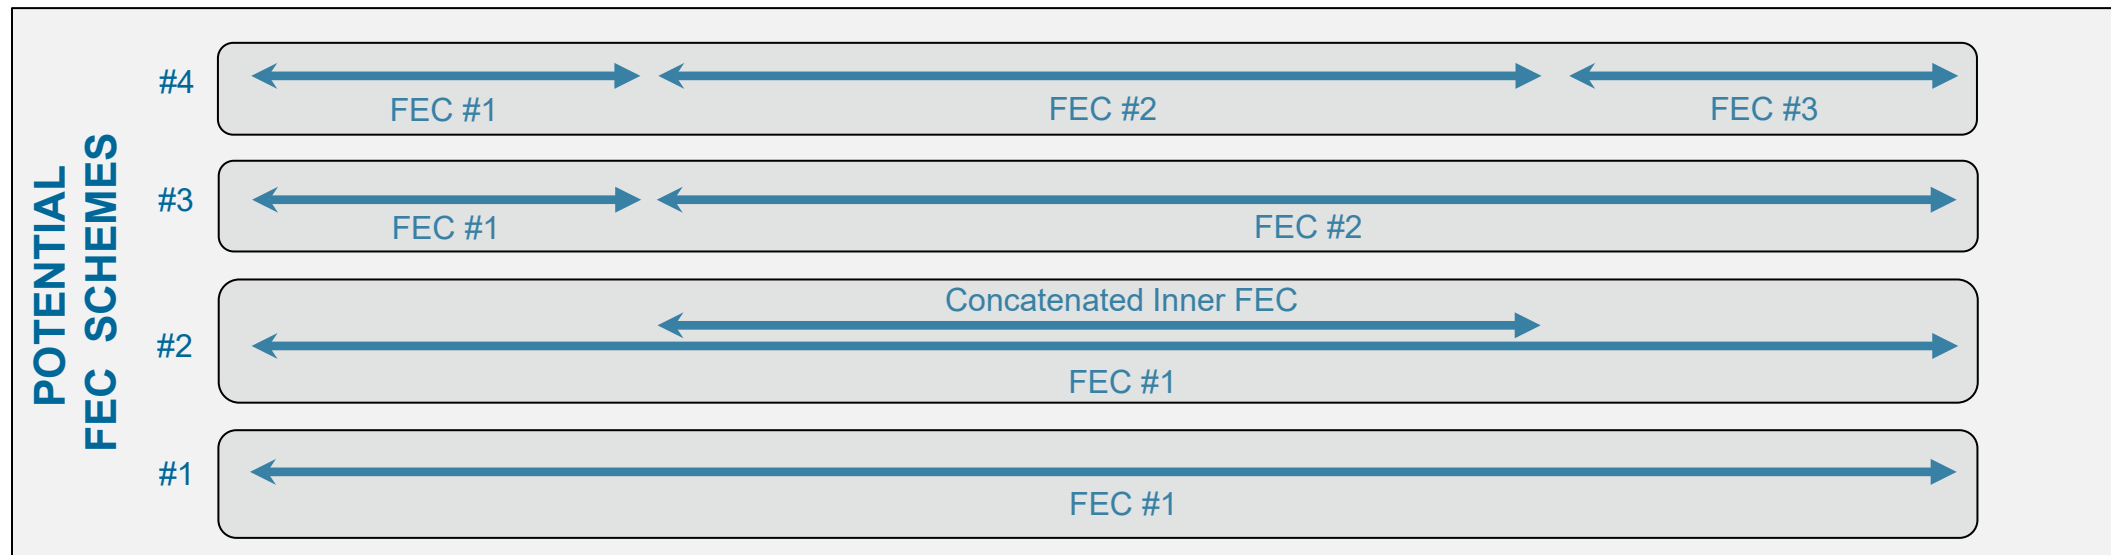 POTENTIAL
FEC SCHEMES
#4
FEC #1
FEC #2
FEC #3
#3
FEC #1
FEC #2
#2
Concatenated Inner FEC
FEC #1
#1
FEC #1